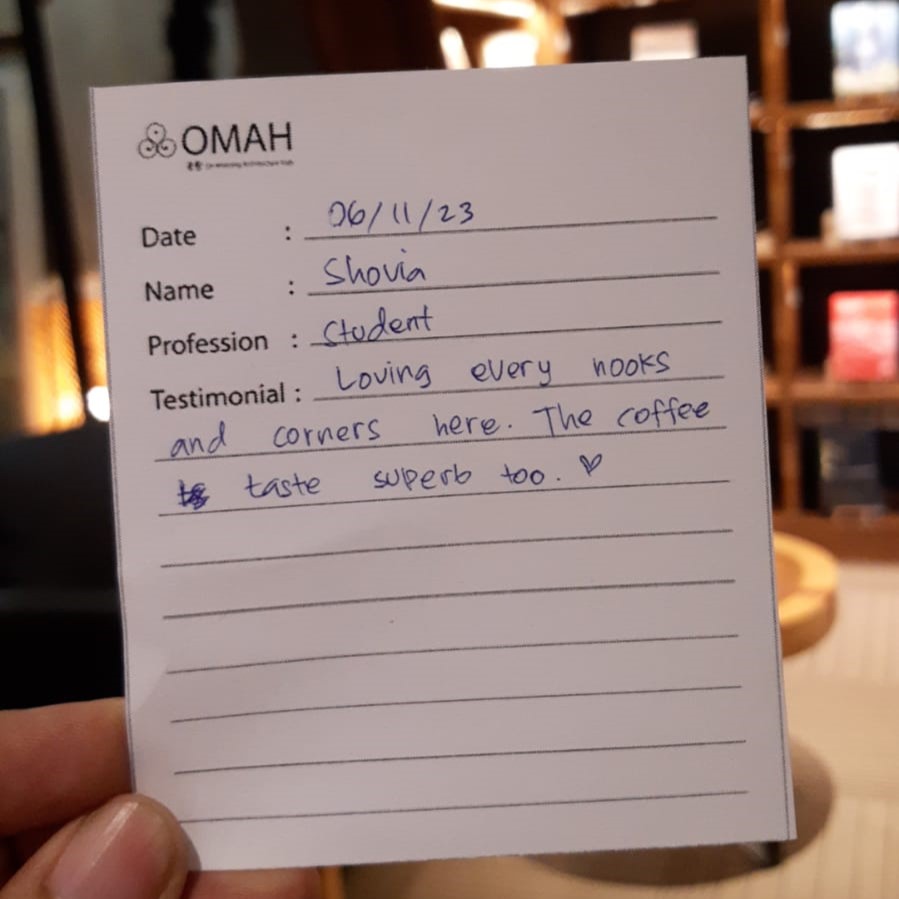 OMAH
Date : 06/11/23
Name : Shovia
Profession : Student
Testimonial : Loving every nooks
and corners here. The coffee
taste superb too. ♡